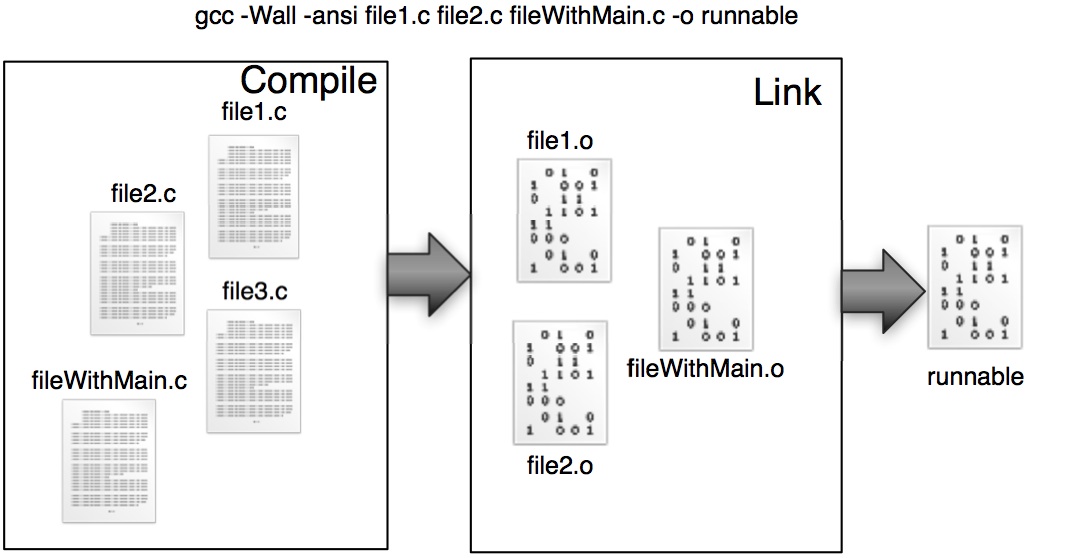 gcc -Wall -ansi file1.c file2.c fileWithMain.c -o runnable
Compile
file1.c
file2.c
file3.c
fileWithMain.c
Link
file1.o
fileWithMain.o
file2.o
runnable